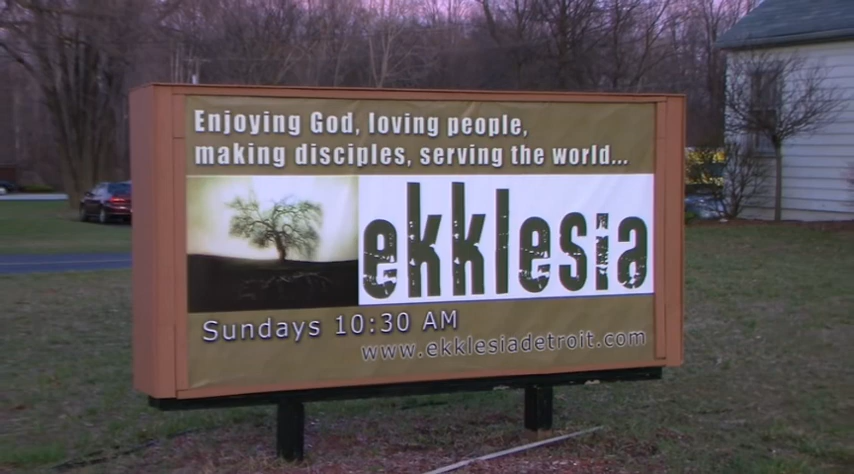 Enjoying God, loving people,
making disciples, serving the world...
ekklesia
Sundays 10:30 AM
www.ekklesiadetroit.com